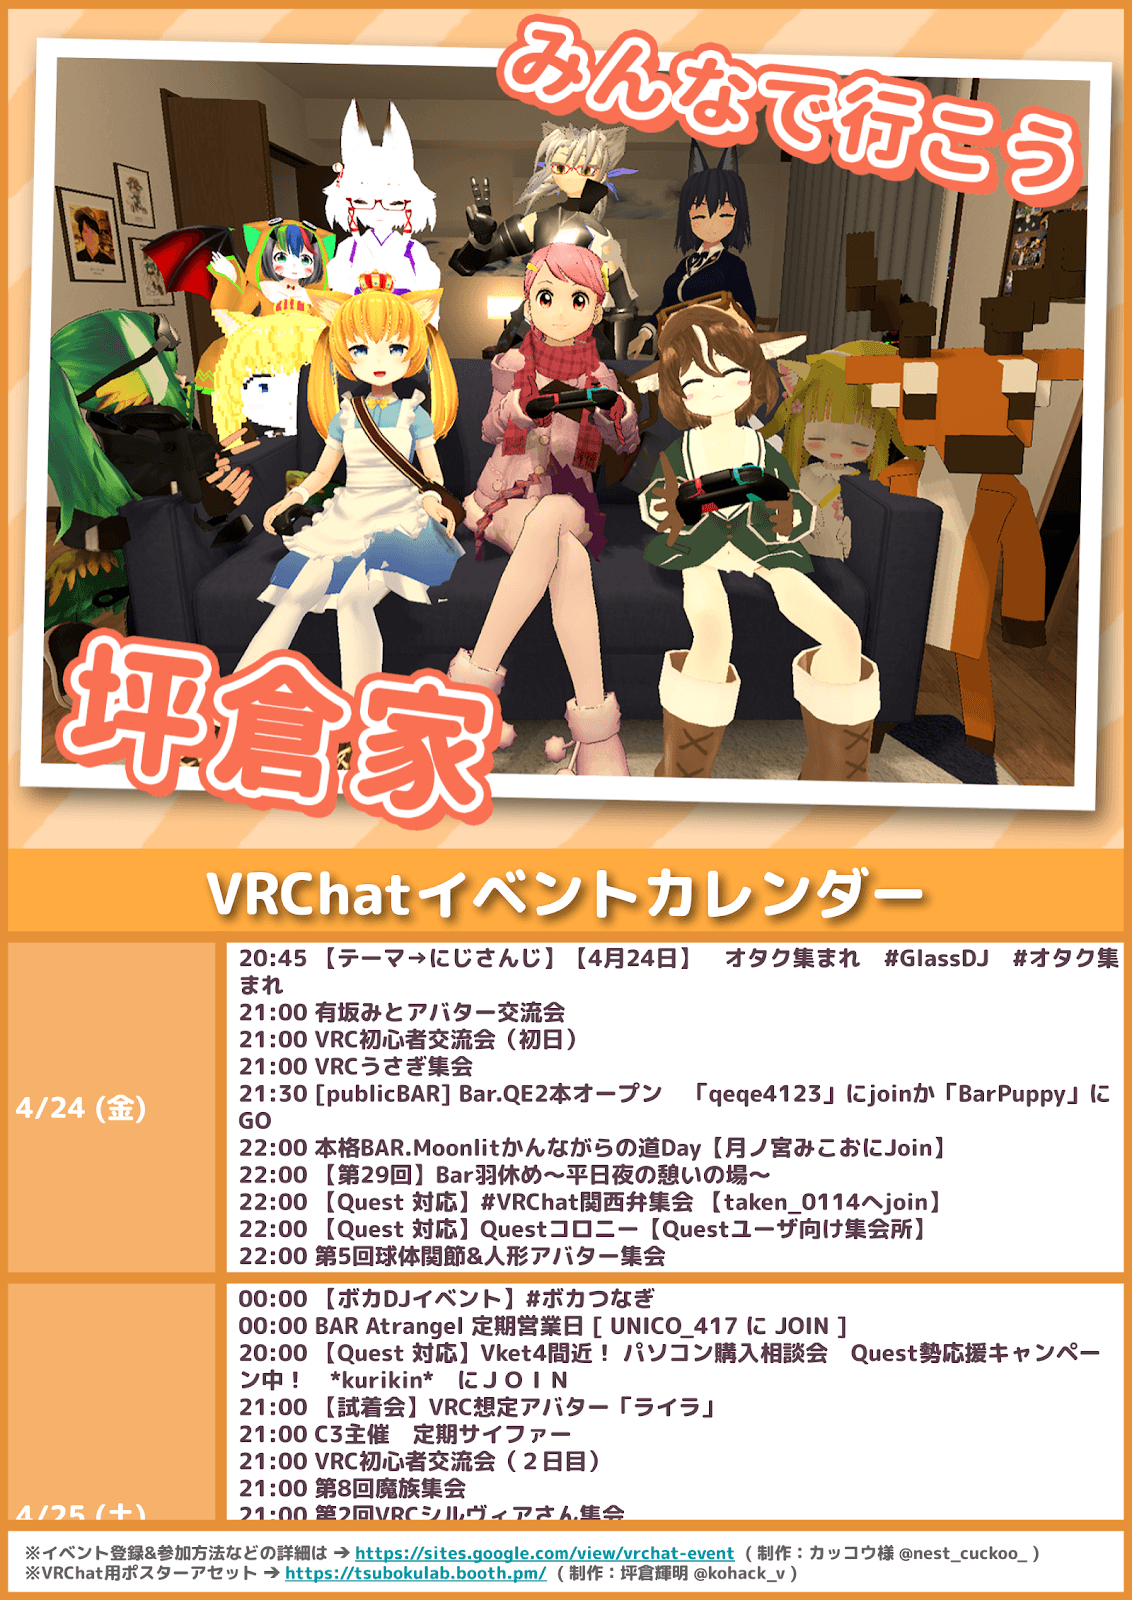 みんなで行こう
坪倉家
VRChatイベントカレンダー
4/24 (金)
20:45 【テーマ→にじさんじ】【4月24日】　オタク集まれ　#GlassDJ　#オタク集
まれ
21:00 有坂みとアバター交流会
21:00 VRC初心者交流会（初日）
21:00 VRCうさぎ集会
21:30 [publicBAR] Bar.QE2本オープン　「qeqe4123」にjoinか「BarPuppy」に
GO
22:00 本格BAR.Moonlitかんながらの道Day【月ノ宮みこおにJoin】
22:00 【第29回】Bar羽休め～平日夜の憩いの場～
22:00 【Quest 対応】#VRChat関西弁集会 【taken_0114へjoin】
22:00 【Quest 対応】Questコロニー【Questユーザ向け集会所】
22:00 第5回球体関節&人形アバター集会
4/25 (土)
00:00 【ボカDJイベント】#ボカつなぎ
00:00 BAR Atrangel 定期営業日 [ UNICO_417 に JOIN ]
20:00 【Quest 対応】Vket4間近！ パソコン購入相談会　Quest勢応援キャンペー
ン中！　*kurikin*　にＪＯＩＮ
21:00 【試着会】VRC想定アバター「ライラ」
21:00 C3主催　定期サイファー
21:00 VRC初心者交流会（２日目）
21:00 第8回魔族集会
21:00 第2回VRCシルヴィアさん集会
※イベント登録&参加方法などの詳細は → https://sites.google.com/view/vrchat-event （ 制作：カッコウ様 @nest_cuckoo_ ）
※VRChat用ポスターアセット → https://tsubokulab.booth.pm/ （ 制作：坪倉輝明 @kohack_v ）